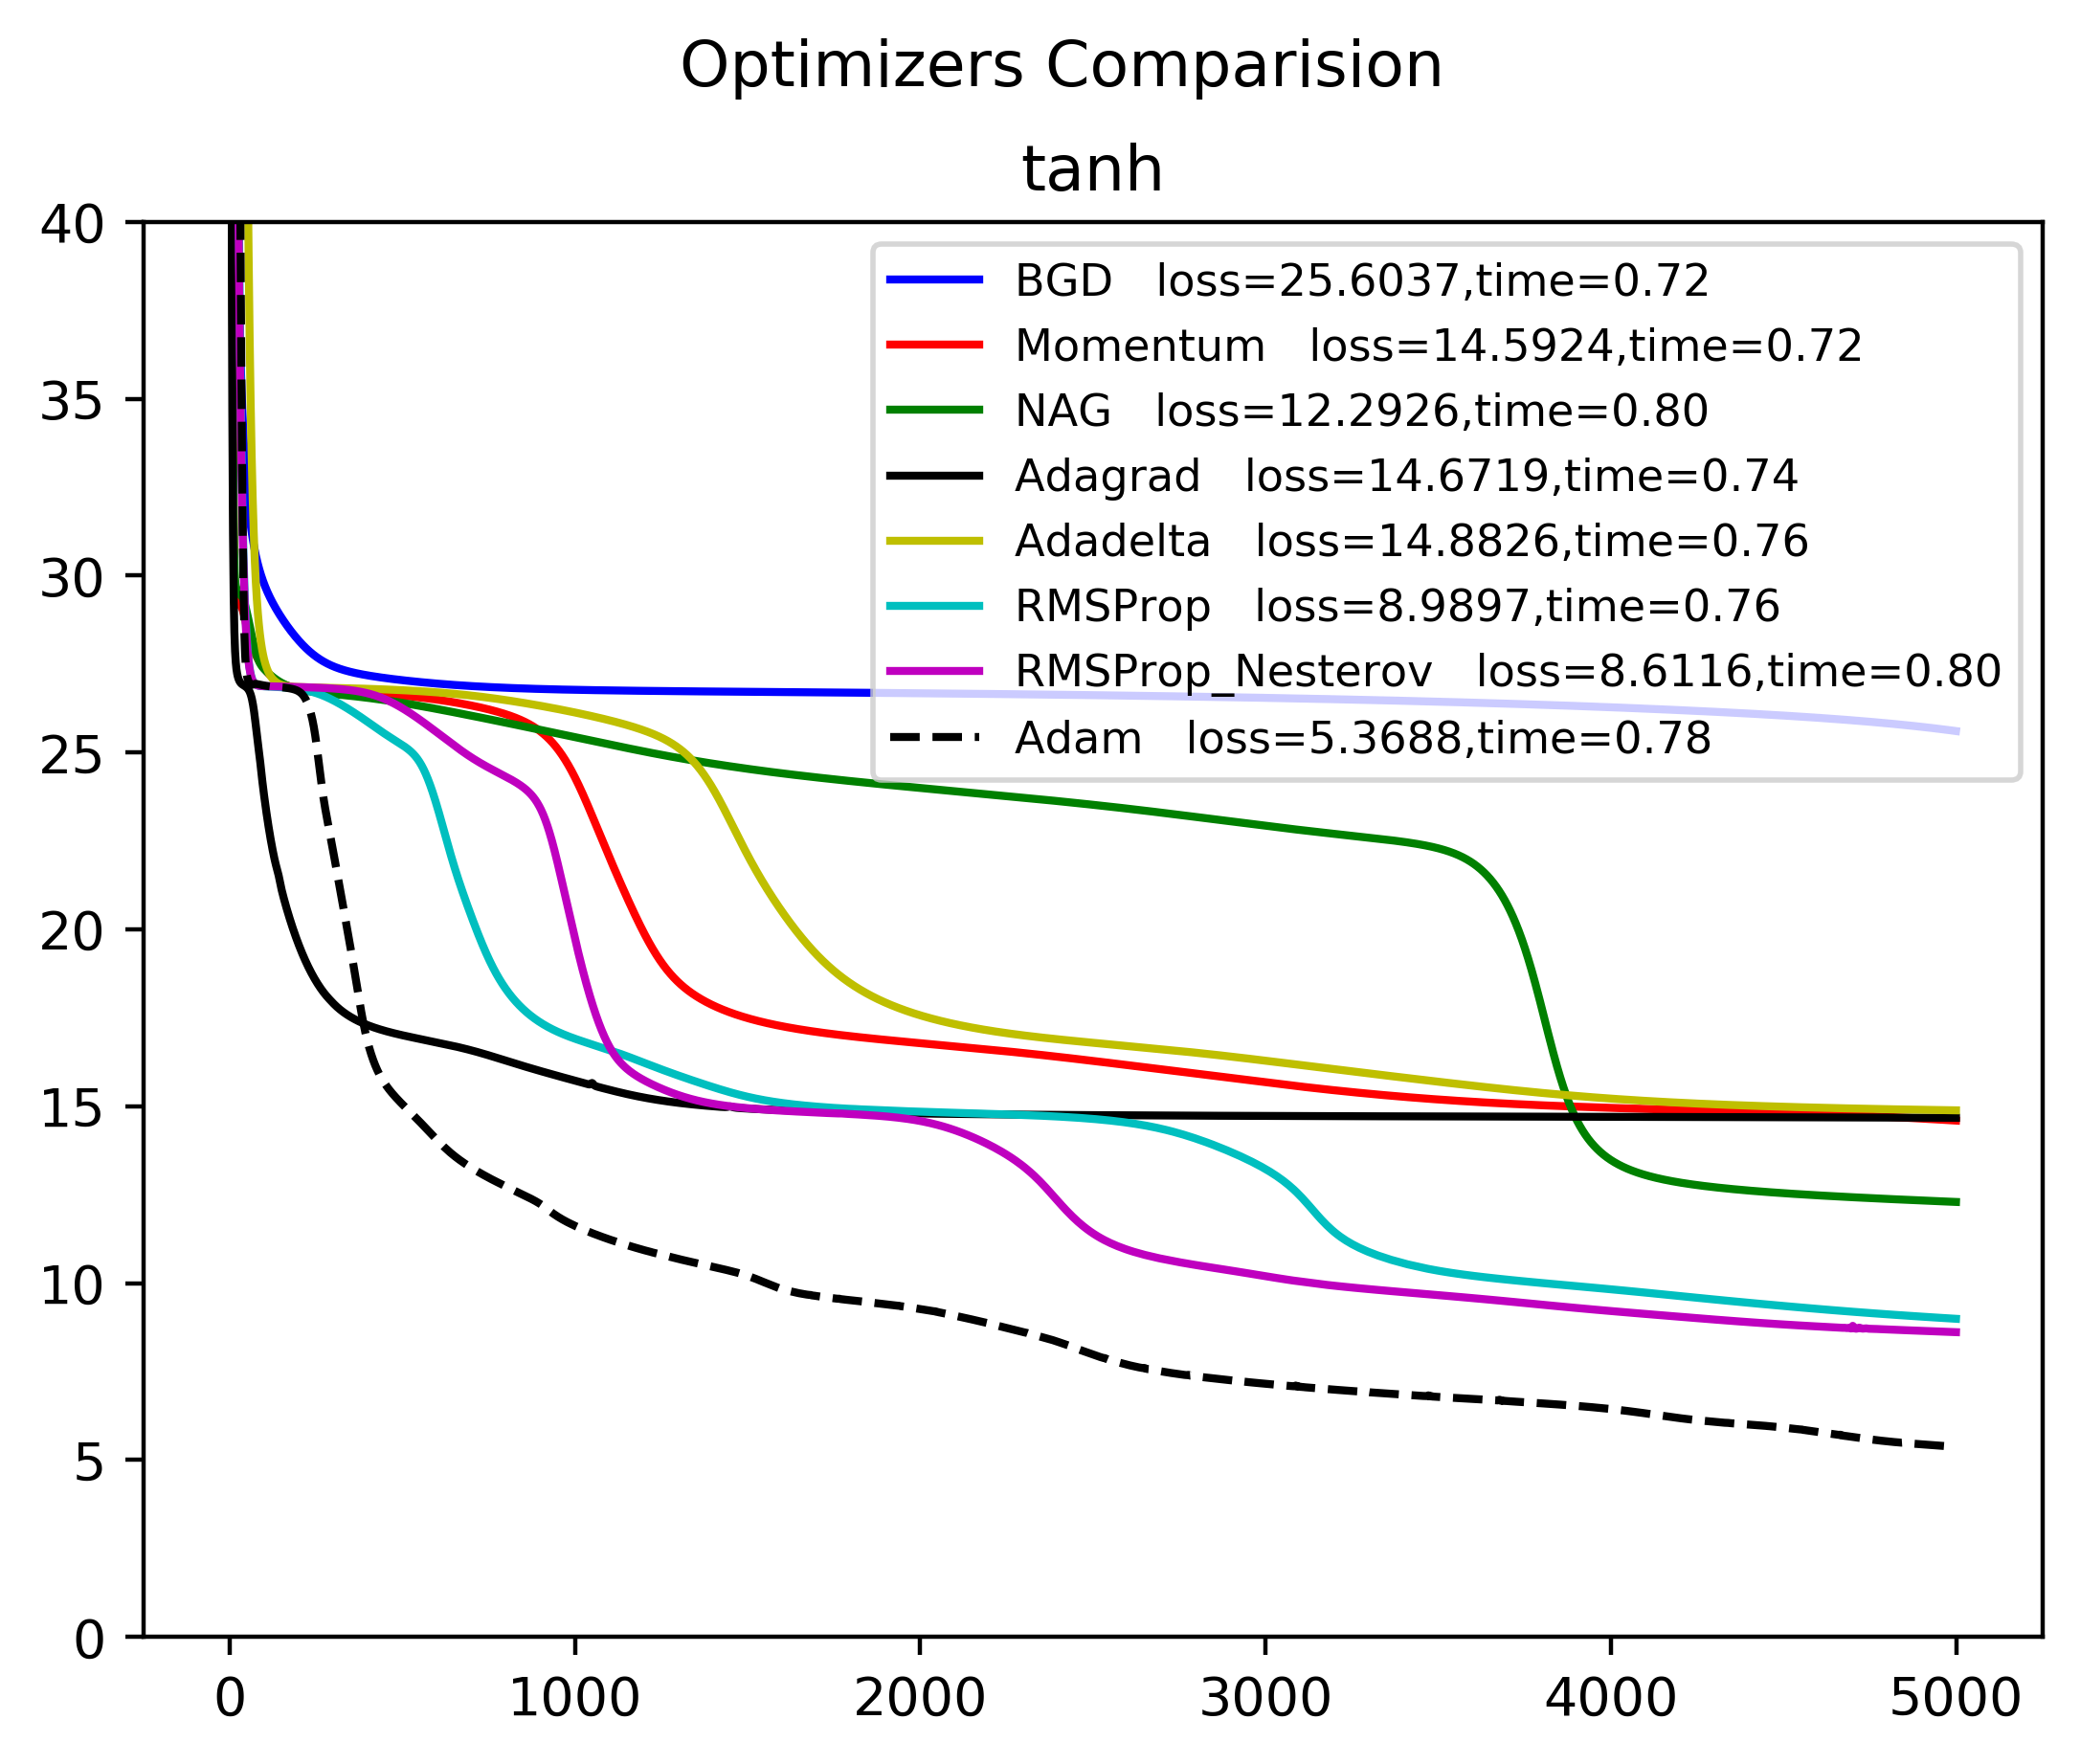 Optimizers Comparision
tanh
40
35
30
25
20
15
10
5
0
BGD   loss=25.6037,time=0.72
Momentum   loss=14.5924,time=0.72
NAG   loss=12.2926,time=0.80
Adagrad   loss=14.6719,time=0.74
Adadelta   loss=14.8826,time=0.76
RMSProp   loss=8.9897,time=0.76
RMSProp_Nesterov   loss=8.6116,time=0.80
Adam   loss=5.3688,time=0.78
0 1000 2000 3000 4000 5000